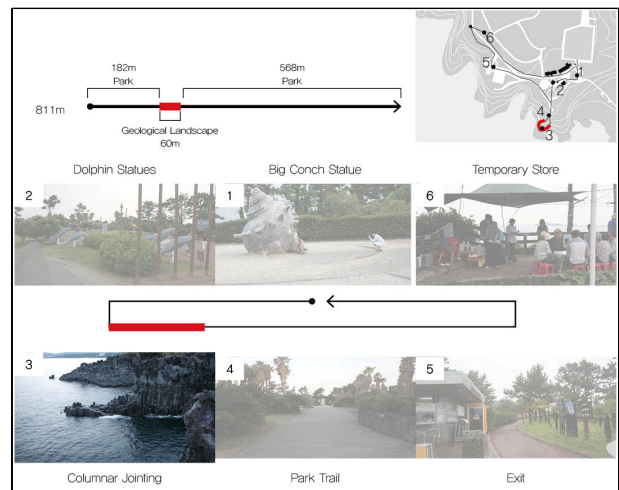 182m
Park
568m
Park
811m
Geological Landscape
60m
6
5
1
2
4
3
Dolphin Statues
Big Conch Statue
Temporary Store
2
1
6
3
4
5
Columnar Jointing
Park Trail
Exit